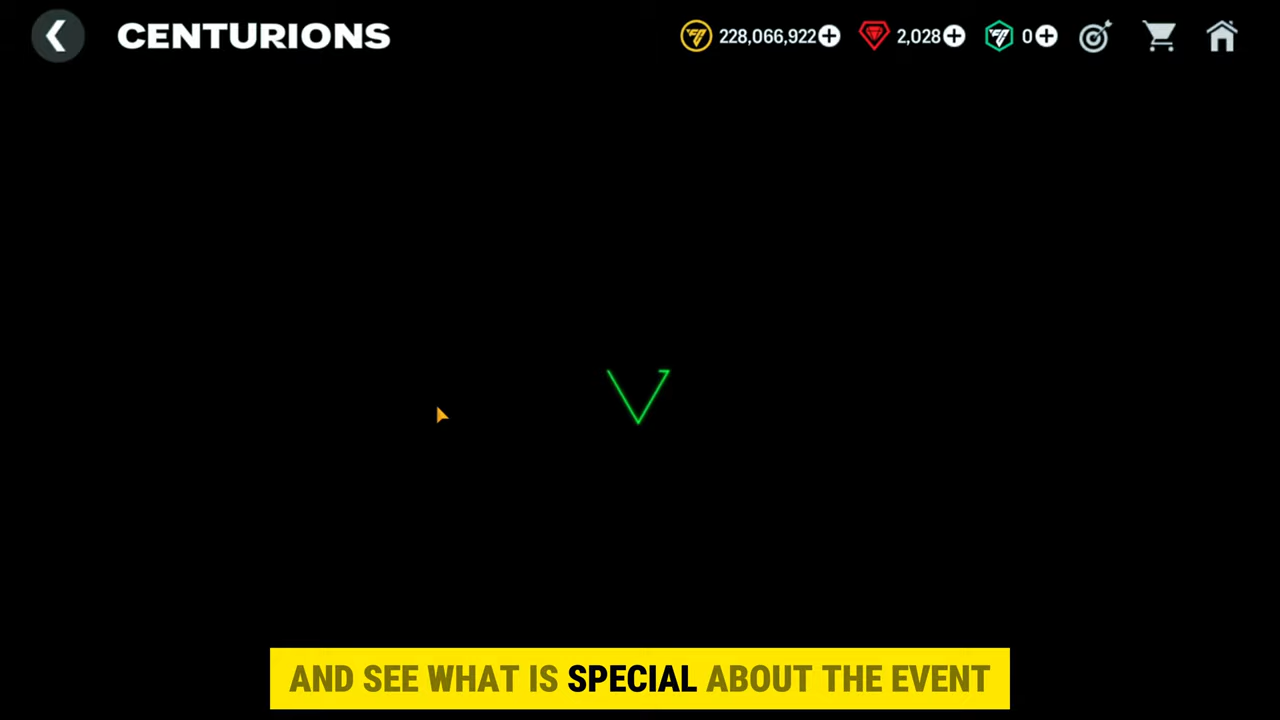 CENTURIONS
228,066,922
2,028
0
AND SEE WHAT IS SPECIAL ABOUT THE EVENT